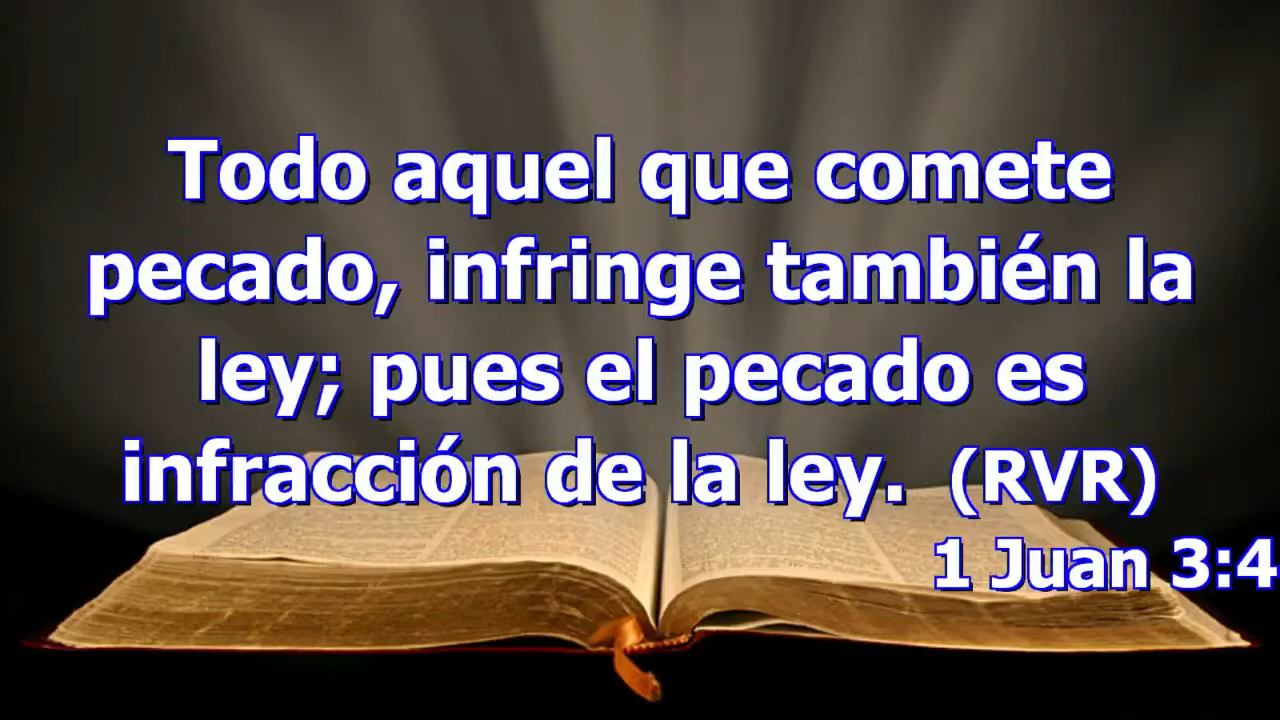 Todo aquel que comete
pecado, infringe también la
ley; pues el pecado es
infracción de la ley. (RVR)
1 Juan 3:4